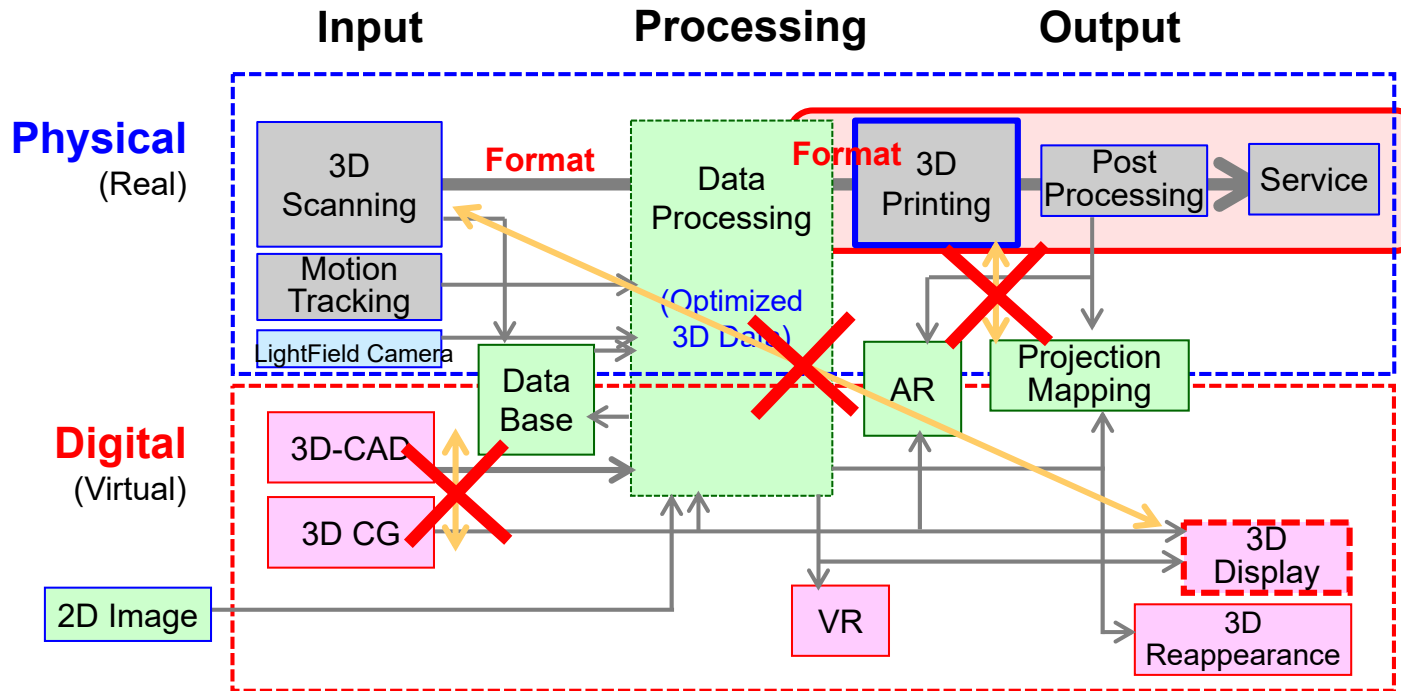 Input
Processing
Output
Physical
(Real)
3D
Scanning
Format
Data
Processing
(Optimized
3D Data)
Format
3D
Printing
Post
Processing
Service
Motion
Tracking
LightField Camera
Data
Base
AR
Projection
Mapping
Digital
(Virtual)
3D-CAD
3D CG
2D Image
VR
3D
Display
3D
Reappearance